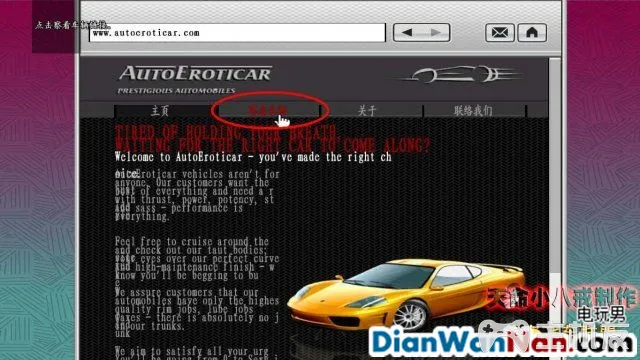 点击察看车辆链接。
www.autoeroticar.com
AUTOEROTICAR
PRESTIGIOUS AUTOMOBILES
主页
关于
联络我们
TIRED OF HOLDING YOUR BREATH,
WAITING FOR THE RIGHT CAR TO COME ALONG?
Welcome to AutoEroticar - you've made the right ch
AutoEroticar vehicles aren't for
anyone. Our customers want the
best of everything and need a r
with thrust, power, potency, st
and sass - performance is
everything.
Feel free to cruise around the
and check out our taut bodies;
your eyes over our perfect curve
and high-maintenance finish - w
know you'll be begging to bu
We assure customers that our
automobiles have only the highes
quality rims, lube jobs
waxes - there is absolutely no j
in our trunks.
We aim to satisfy all your urg
天命小八戒制作
电玩男
DianWanNan.Com